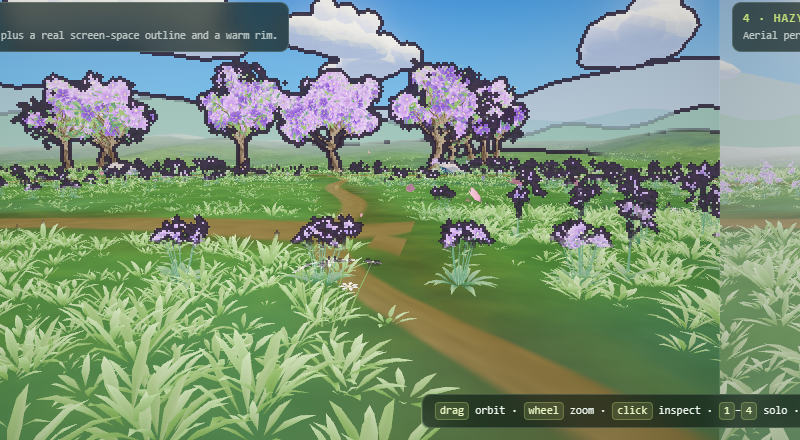 plus a real screen-space outline and a warm rim.
4 · HAZY
Aerial per
drag orbit · wheel zoom · click inspect · 1-4 solo ·